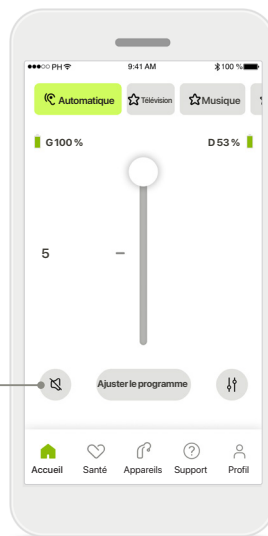 ●●●○○ PH 9:41 AM 100 %
Automatique Télévision Musique
G 100 % D 53 %
5 –
Ajuster le programme
Accueil Santé Appareils Support Profil